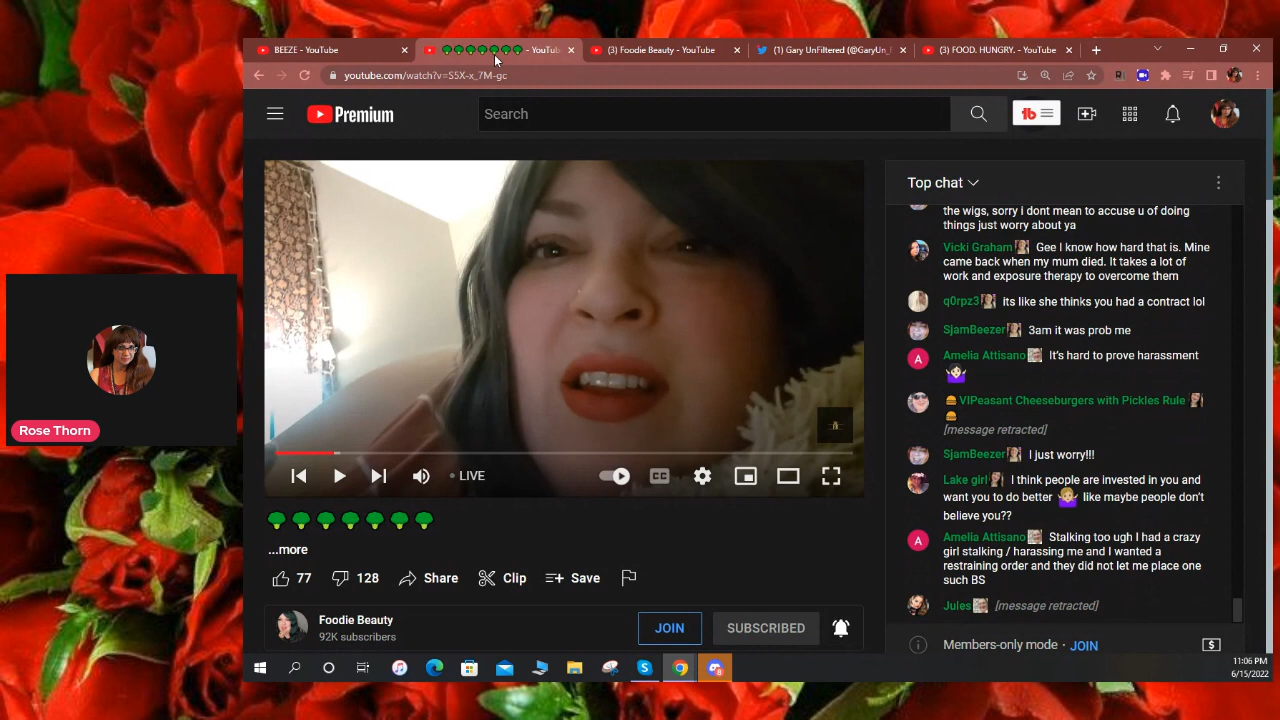 BEEZE - YouTube
🥦🥦🥦🥦🥦🥦🥦 - YouTub
(3) Foodie Beauty - YouTube
(1) Gary UnFiltered (@GaryUn_
(3) FOOD. HUNGRY. - YouTube
youtube.com/watch?v=S5X-x_7M-gc
Premium
Search
tb
Top chat
the wigs, sorry i dont mean to accuse u of doing
things just worry about ya
Vicki Graham Gee I know how hard that is. Mine
came back when my mum died. It takes a lot of
work and exposure therapy to overcome them
q0rpz3 its like she thinks you had a contract lol
SjamBeezer 3am it was prob me
A Amelia Attisano It's hard to prove harassment
🤷🏻‍♀️
🍔VIPeasant Cheeseburgers with Pickles Rule
🍔
[message retracted]
SjamBeezer I just worry!!!
Lake girl I think people are invested in you and
want you to do better 🤷🏼‍♀️ like maybe people don't
believe you??
A Amelia Attisano Stalking too ugh I had a crazy
girl stalking / harassing me and I wanted a
restraining order and they did not let me place one
such BS
Jules [message retracted]
Members-only mode · JOIN
Rose Thorn
LIVE
CC
🥦🥦🥦🥦🥦🥦🥦
...more
77 128 Share Clip Save
Foodie Beauty
92K subscribers
JOIN
SUBSCRIBED
11:06 PM
6/15/2022